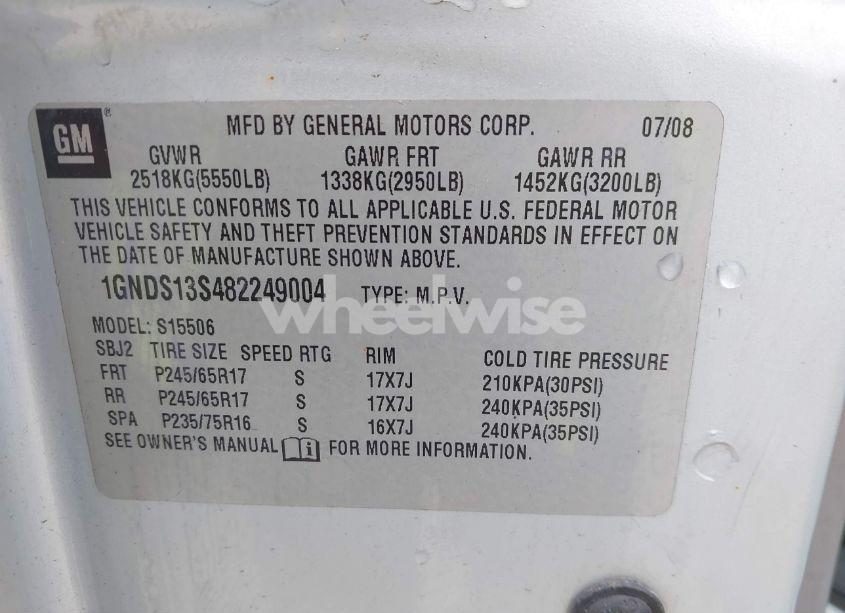 GM ®
MFD BY GENERAL MOTORS CORP. 07/08
GVWR GAWR FRT GAWR RR
2518KG(5550LB) 1338KG(2950LB) 1452KG(3200LB)
THIS VEHICLE CONFORMS TO ALL APPLICABLE U.S. FEDERAL MOTOR
VEHICLE SAFETY AND THEFT PREVENTION STANDARDS IN EFFECT ON
THE DATE OF MANUFACTURE SHOWN ABOVE.
1GNDS13S482249004 TYPE: M.P.V.
wheelwise
MODEL: S15506
SBJ2 TIRE SIZE SPEED RTG RIM COLD TIRE PRESSURE
FRT P245/65R17 S 17X7J 210KPA(30PSI)
RR P245/65R17 S 17X7J 240KPA(35PSI)
SPA P235/75R16 S 16X7J 240KPA(35PSI)
SEE OWNER'S MANUAL i FOR MORE INFORMATION.